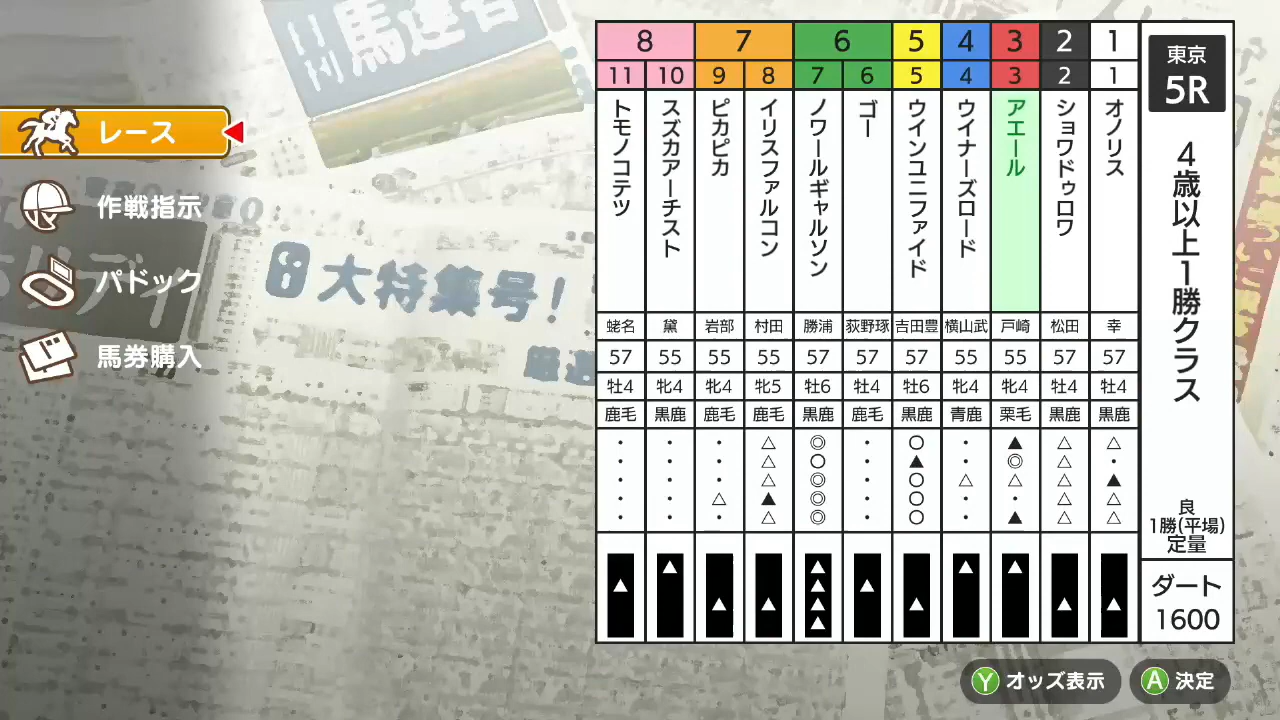 日刊馬運者
大特集号!
厳選
レース
作戦指示
パドック
馬券購入
8 7 6 5 4 3 2 1
11 10 9 8 7 6 5 4 3 2 1
トモノコテツ
スズカアーチスト
ピカピカ
イリスファルコン
ノワールギャルソン
ゴー
ウインユニファイド
ウイナーズロード
アエール
ショワドゥロワ
オノリス
蛯名 黛 岩部 村田 勝浦 荻野琢 吉田豊 横山武 戸崎 松田 幸
57 55 55 55 57 57 57 55 55 57 57
牡4 牝4 牝4 牝5 牡6 牡4 牡6 牝4 牝4 牡4 牡4
鹿毛 黒鹿 鹿毛 鹿毛 黒鹿 鹿毛 黒鹿 青鹿 栗毛 黒鹿 黒鹿
・ ・ ・ △ ◎ ・ ○ ・ ▲ △ △
・ ・ ・ △ ○ ・ ▲ ・ ◎ △ ・
・ ・ ・ △ ◎ ・ ○ △ △ △ ▲
・ ・ △ ▲ ◎ ・ ○ ・ ・ △ △
・ ・ ・ △ ◎ ・ ○ ・ ▲ △ △
東京
5R
4歳以上1勝クラス
良
1勝(平場)
定量
ダート
1600
Y オッズ表示
A 決定